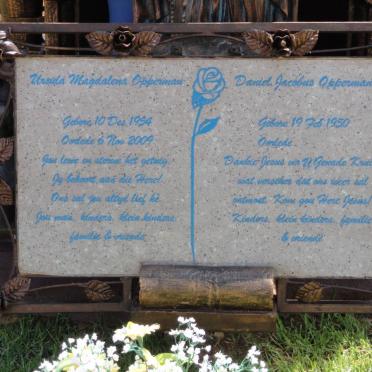 Ursula Magdalena Opperman
Gebore 10 Des 1954
Oorlede 6 Nov 2009
Jou lewe en sterwe het getuig,
Jy behoort aan die Here!
Ons sal jou altyd lief hê
Jou man, kinders, klein kinders,
familie & vriende.
Daniel Jacobus Opperman
Gebore 19 Feb 1950
Oorlede
Dankie Jesus vir U Genade
wat verseker dat ons weer sal
ontmoet. Kom gou Here Jesus!
Kinders, klein kinders, familie
& vriende